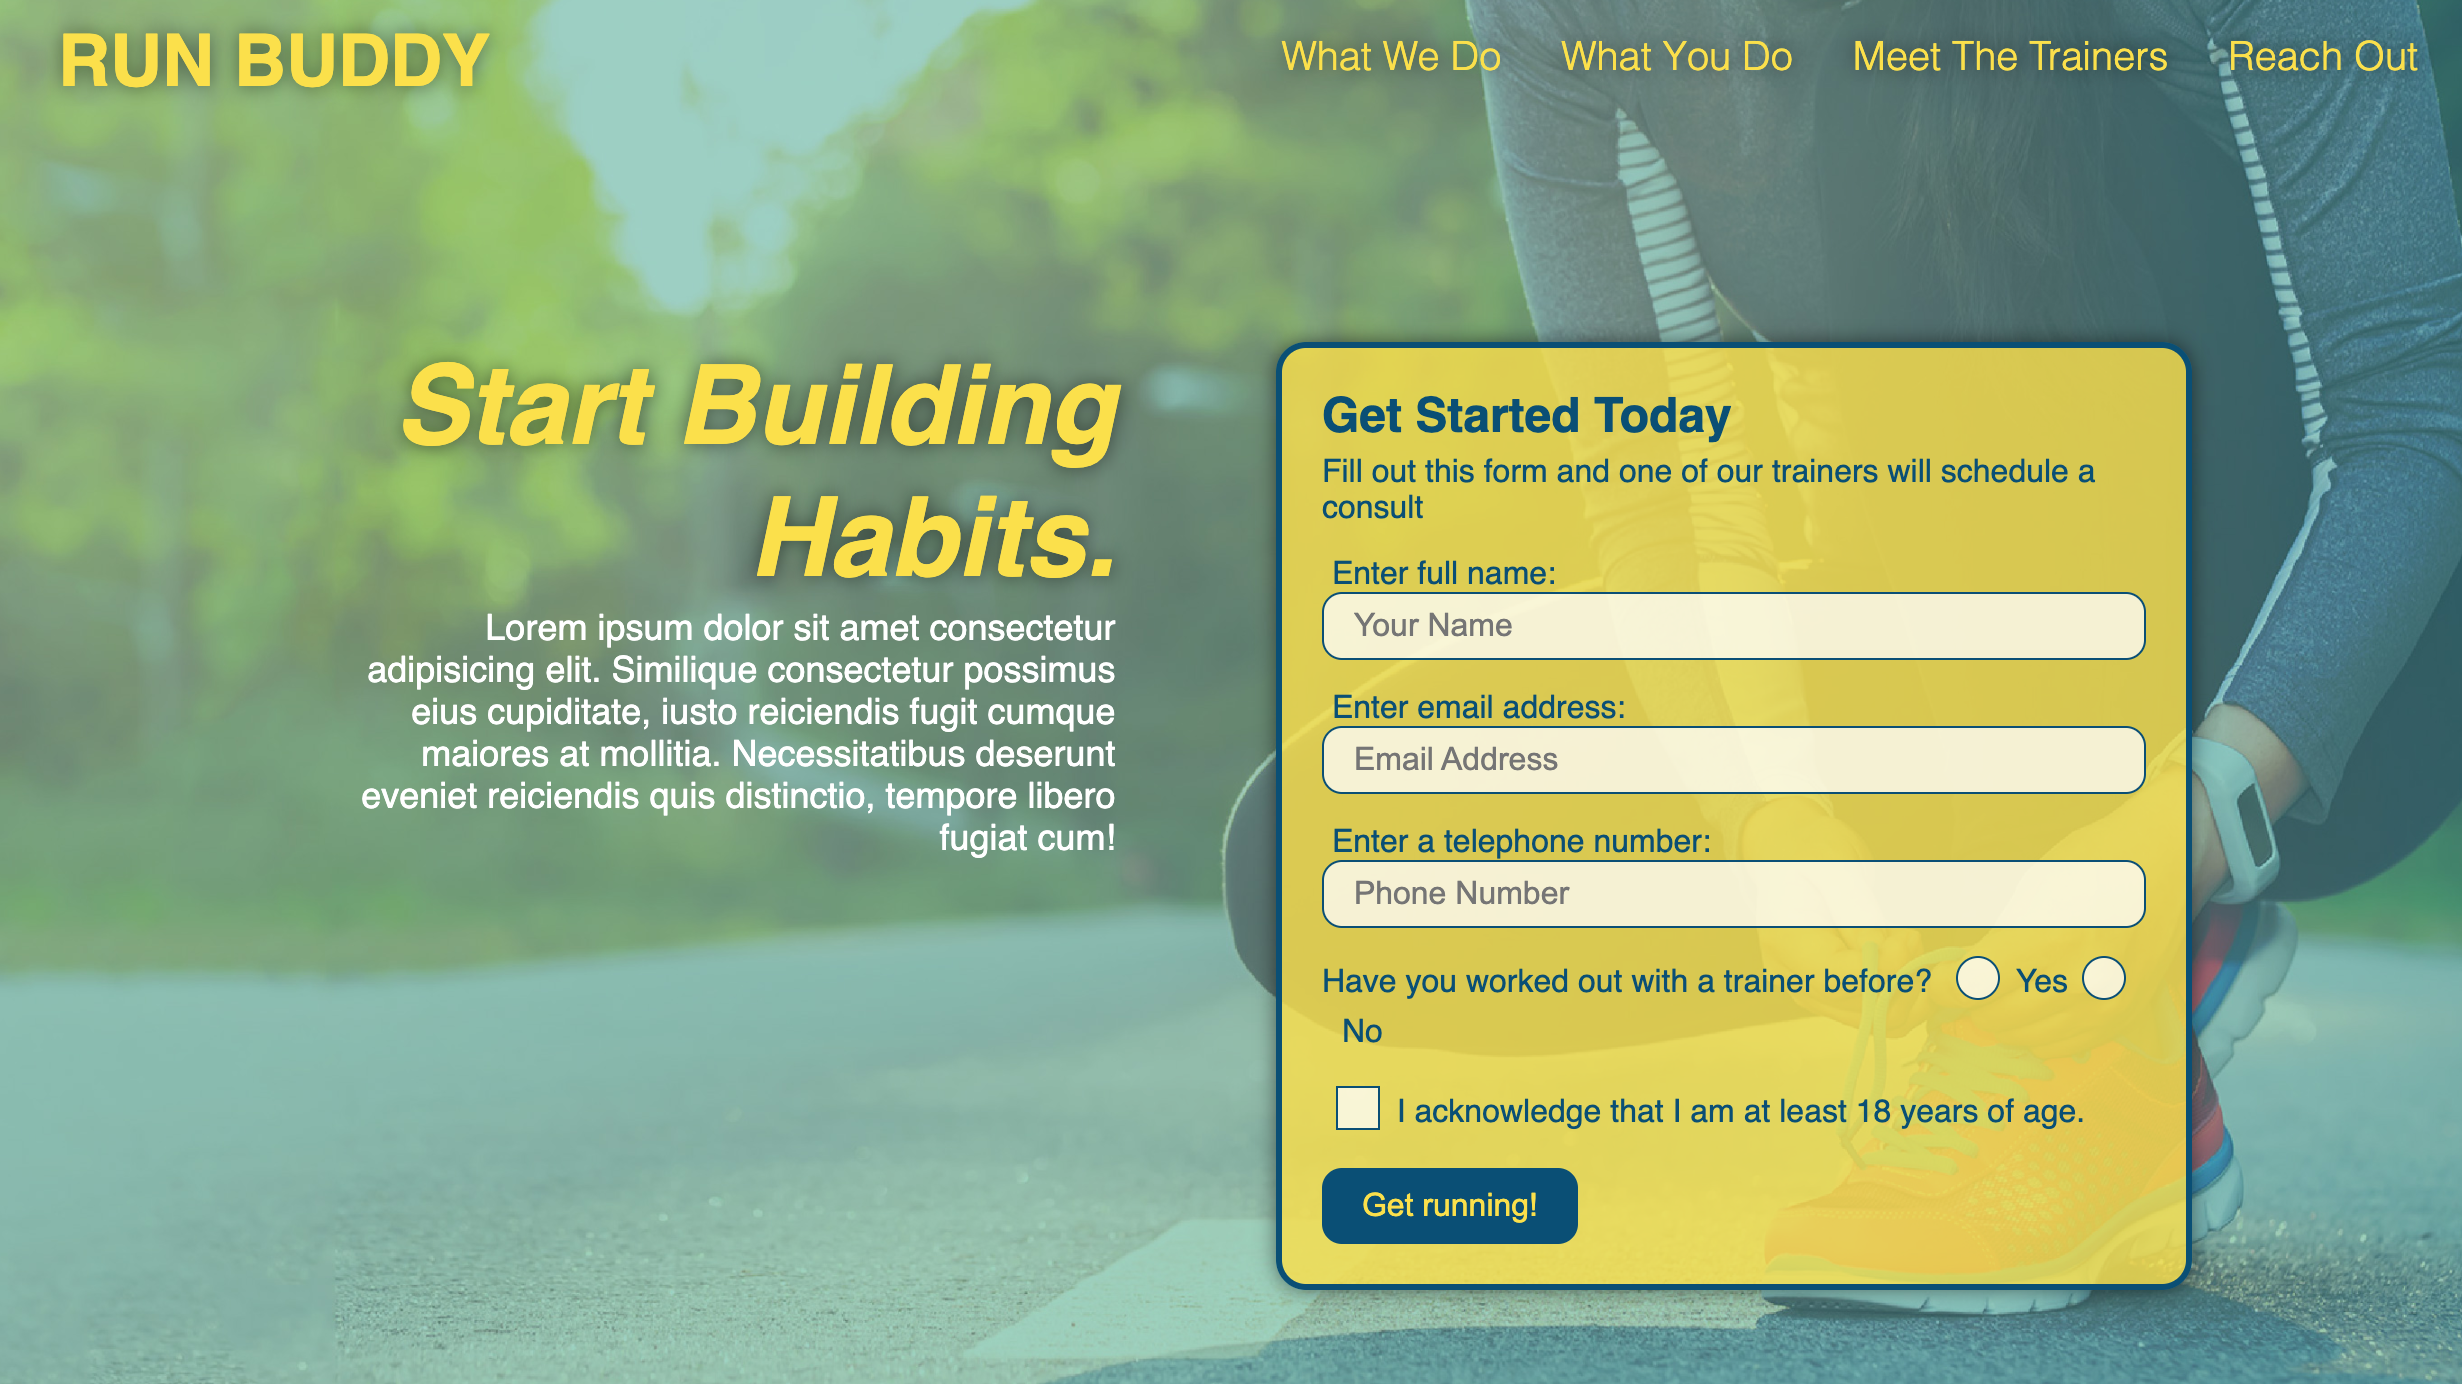 RUN BUDDY
What We Do
What You Do
Meet The Trainers
Reach Out
Start Building
Habits.
Lorem ipsum dolor sit amet consectetur
adipisicing elit. Similique consectetur possimus
eius cupiditate, iusto reiciendis fugit cumque
maiores at mollitia. Necessitatibus deserunt
eveniet reiciendis quis distinctio, tempore libero
fugiat cum!
Get Started Today
Fill out this form and one of our trainers will schedule a
consult
Enter full name:
Your Name
Enter email address:
Email Address
Enter a telephone number:
Phone Number
Have you worked out with a trainer before? Yes
No
I acknowledge that I am at least 18 years of age.
Get running!